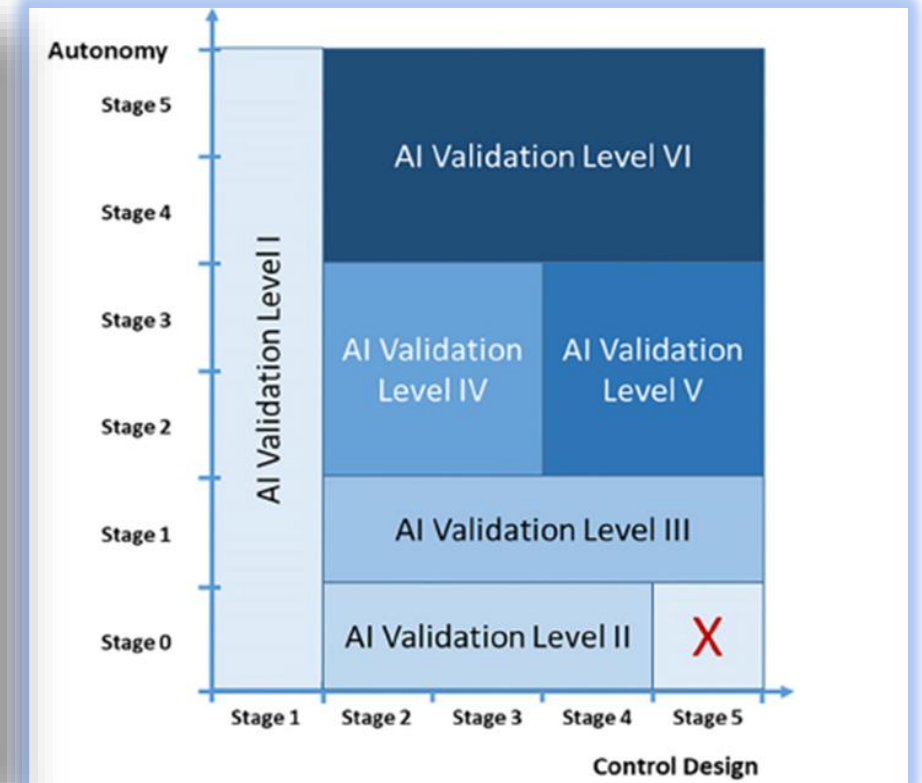 Autonomy
Stage 5
AI Validation Level VI
Stage 4
AI Validation Level I
Stage 3
AI Validation
Level IV
AI Validation
Level V
Stage 2
Stage 1
AI Validation Level III
Stage 0
AI Validation Level II
X
Stage 1
Stage 2
Stage 3
Stage 4
Stage 5
Control Design